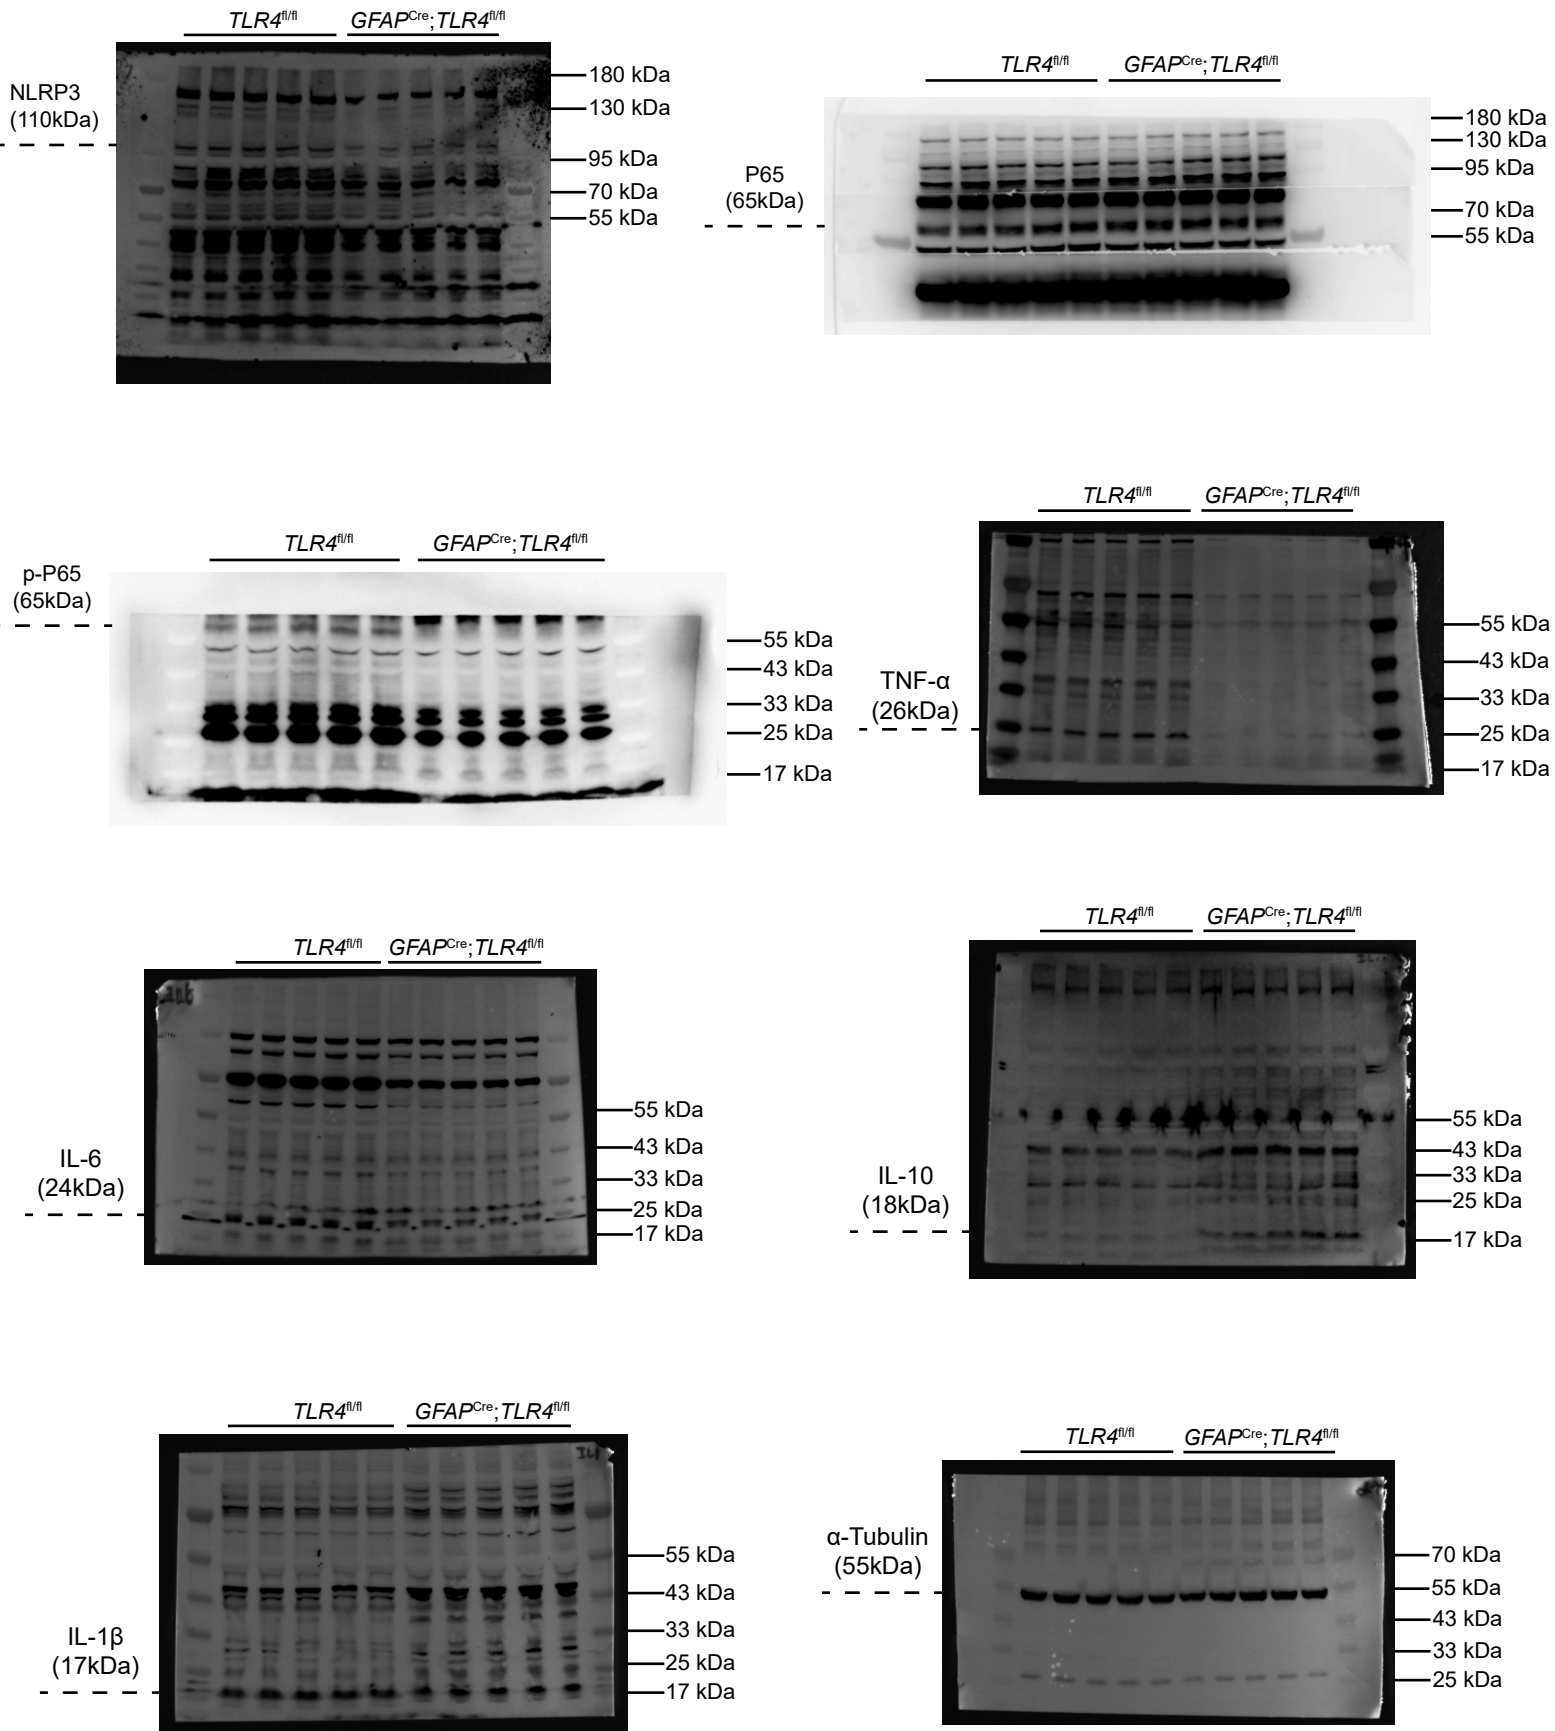 TLR4fl/fl GFAPCre;TLR4fl/fl
NLRP3
(110kDa)
180 kDa
130 kDa
95 kDa
70 kDa
55 kDa
TLR4fl/fl GFAPCre;TLR4fl/fl
P65
(65kDa)
180 kDa
130 kDa
95 kDa
70 kDa
55 kDa
TLR4fl/fl GFAPCre;TLR4fl/fl
p-P65
(65kDa)
55 kDa
43 kDa
33 kDa
25 kDa
17 kDa
TLR4fl/fl GFAPCre;TLR4fl/fl
TNF-α
(26kDa)
55 kDa
43 kDa
33 kDa
25 kDa
17 kDa
TLR4fl/fl GFAPCre;TLR4fl/fl
IL-6
(24kDa)
55 kDa
43 kDa
33 kDa
25 kDa
17 kDa
TLR4fl/fl GFAPCre;TLR4fl/fl
IL-10
(18kDa)
55 kDa
43 kDa
33 kDa
25 kDa
17 kDa
TLR4fl/fl GFAPCre;TLR4fl/fl
IL-1β
(17kDa)
55 kDa
43 kDa
33 kDa
25 kDa
17 kDa
TLR4fl/fl GFAPCre;TLR4fl/fl
α-Tubulin
(55kDa)
70 kDa
55 kDa
43 kDa
33 kDa
25 kDa